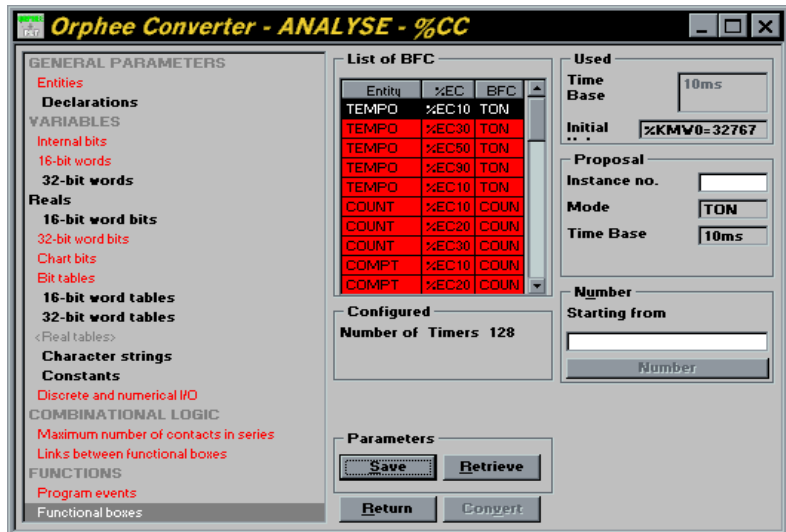 Orphee Converter - ANALYSE - %CC
GENERAL PARAMETERS
Entities
Declarations
VARIABLES
Internal bits
16-bit words
32-bit words
Reals
16-bit word bits
32-bit word bits
Chart bits
Bit tables
16-bit word tables
32-bit word tables
<Real tables>
Character strings
Constants
Discrete and numerical I/O
COMBINATIONAL LOGIC
Maximum number of contacts in series
Links between functional boxes
FUNCTIONS
Program events
Functional boxes
List of BFC
Entity %EC BFC
TEMPO %EC10 TON
TEMPO %EC30 TON
TEMPO %EC50 TON
TEMPO %EC90 TON
TEMPO %EC10 TON
COUNT %EC10 COUN
COUNT %EC20 COUN
COUNT %EC30 COUN
COMPT %EC10 COUN
COMPT %EC20 COUN
Configured
Number of Timers 128
Parameters
Save Retrieve
Return Convert
Used
Time Base 10ms
Initial %KMW0=32767
Proposal
Instance no.
Mode TON
Time Base 10ms
Number
Starting from
Number